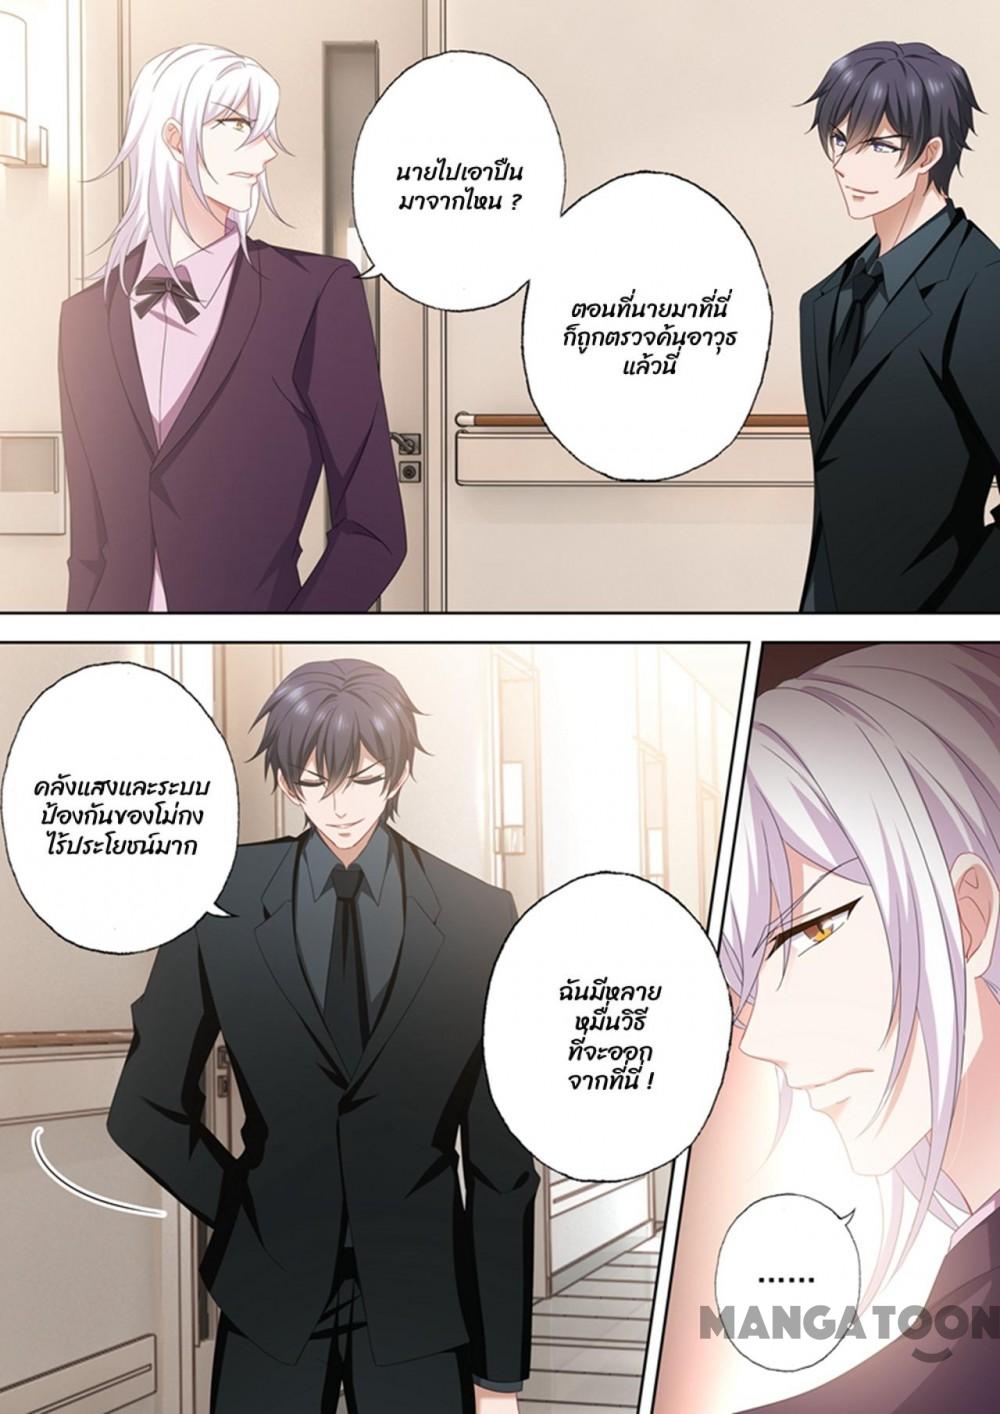 นายไปเอาปืน
มาจากไหน ?
ตอนที่นายมาที่นี่
ก็ถูกตรวจค้นอาวุธ
แล้วนี่
คลังแสงและระบบ
ป้องกันของโม่กง
ไร้ประโยชน์มาก
ฉันมีหลาย
หมื่นวิธี
ที่จะออก
จากที่นี่ !
......
MANGATOON